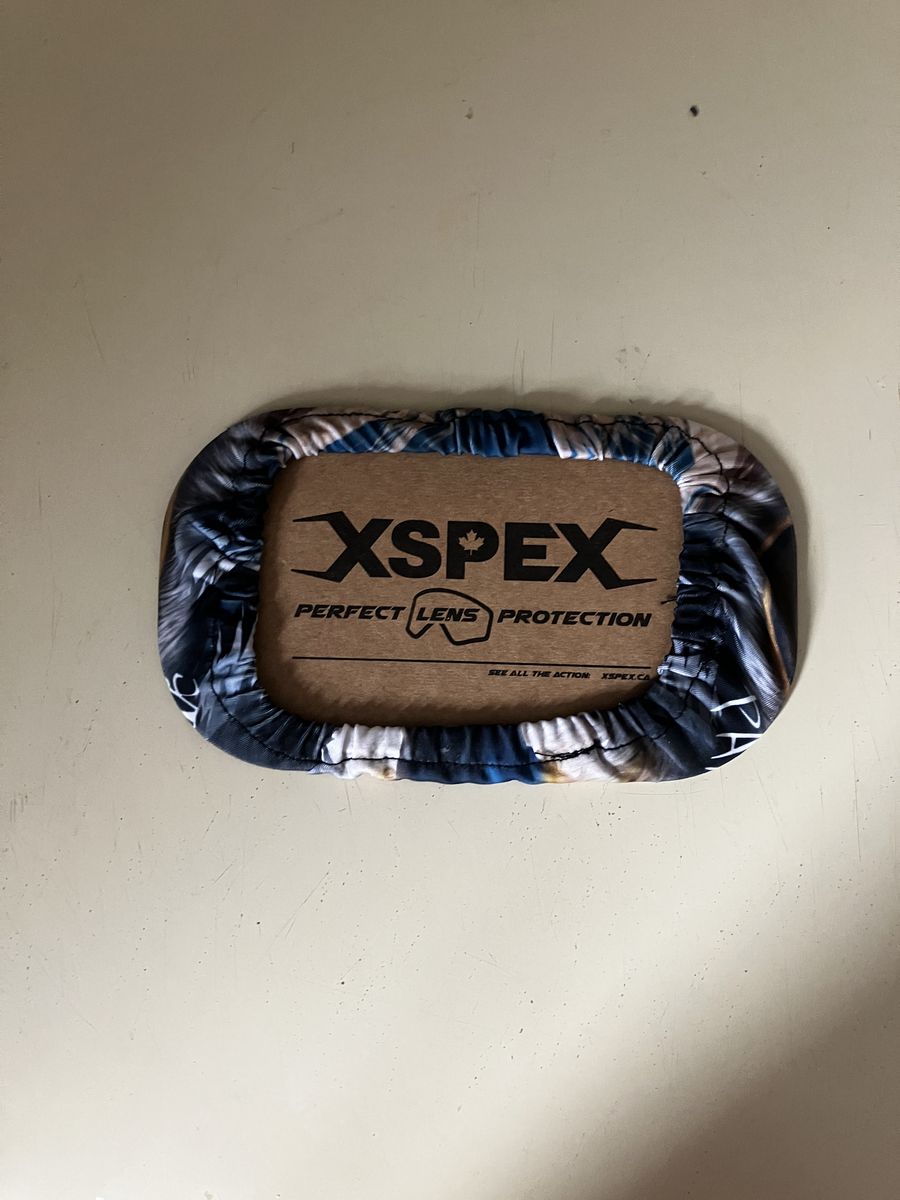 XSPEX
PERFECT LENS PROTECTION
SEE ALL THE ACTION: XSPEX.CA